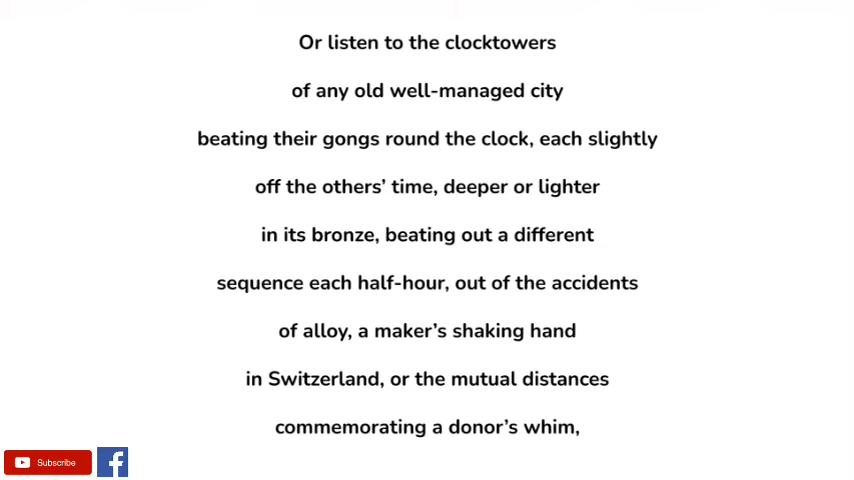 Or listen to the clocktowers
of any old well-managed city
beating their gongs round the clock, each slightly
off the others’ time, deeper or lighter
in its bronze, beating out a different
sequence each half-hour, out of the accidents
of alloy, a maker’s shaking hand
in Switzerland, or the mutual distances
commemorating a donor’s whim,
Subscribe